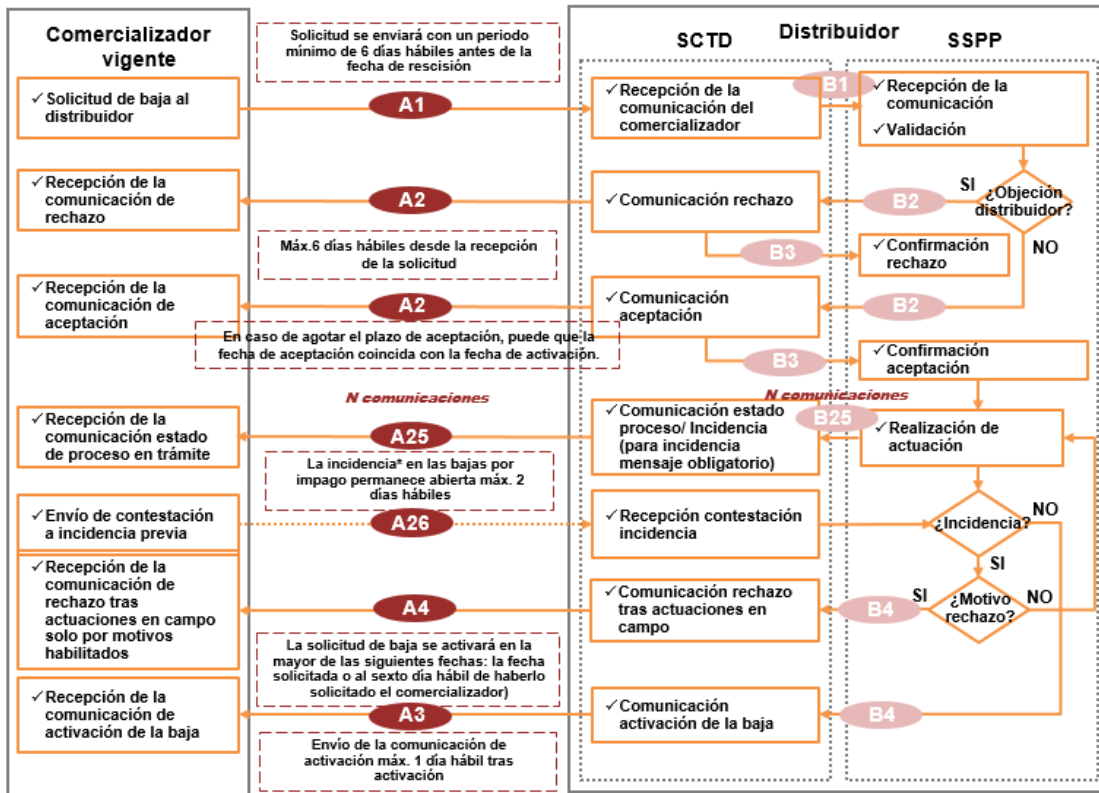 Comercializador
vigente
Solicitud se enviará con un periodo
mínimo de 6 días hábiles antes de la
fecha de rescisión
Distribuidor
SCTD
SSPP
✓ Solicitud de baja al
distribuidor
A1
✓ Recepción de la
comunicación del
comercializador
B1
✓ Recepción de la
comunicación
✓ Validación
✓ Recepción de la
comunicación de
rechazo
A2
✓ Comunicación rechazo
B2
SI
¿Objeción
distribuidor?
NO
Máx.6 días hábiles desde la recepción
de la solicitud
B3
✓ Confirmación
rechazo
✓ Recepción de la
comunicación de
aceptación
A2
✓ Comunicación
aceptación
B2
En caso de agotar el plazo de aceptación, puede que la
fecha de aceptación coincida con la fecha de activación.
B3
✓ Confirmación
aceptación
N comunicaciones
N comunicaciones
✓ Recepción de la
comunicación estado
de proceso en trámite
A25
✓ Comunicación estado
proceso/ Incidencia
(para incidencia
mensaje obligatorio)
B25
✓ Realización de
actuación
La incidencia* en las bajas por
impago permanece abierta máx. 2
días hábiles
✓ Envío de contestación
a incidencia previa
A26
✓ Recepción contestación
incidencia
¿Incidencia?
NO
SI
✓ Recepción de la
comunicación de
rechazo tras
actuaciones en campo
solo por motivos
habilitados
A4
✓ Comunicación rechazo
tras actuaciones en
campo
B4
SI
¿Motivo
rechazo?
NO
La solicitud de baja se activará en la
mayor de las siguientes fechas: la fecha
solicitada o al sexto día hábil de haberlo
solicitado el comercializador)
✓ Recepción de la
comunicación de
activación de la baja
A3
✓ Comunicación
activación de la baja
B4
Envío de la comunicación de
activación máx. 1 día hábil tras
activación